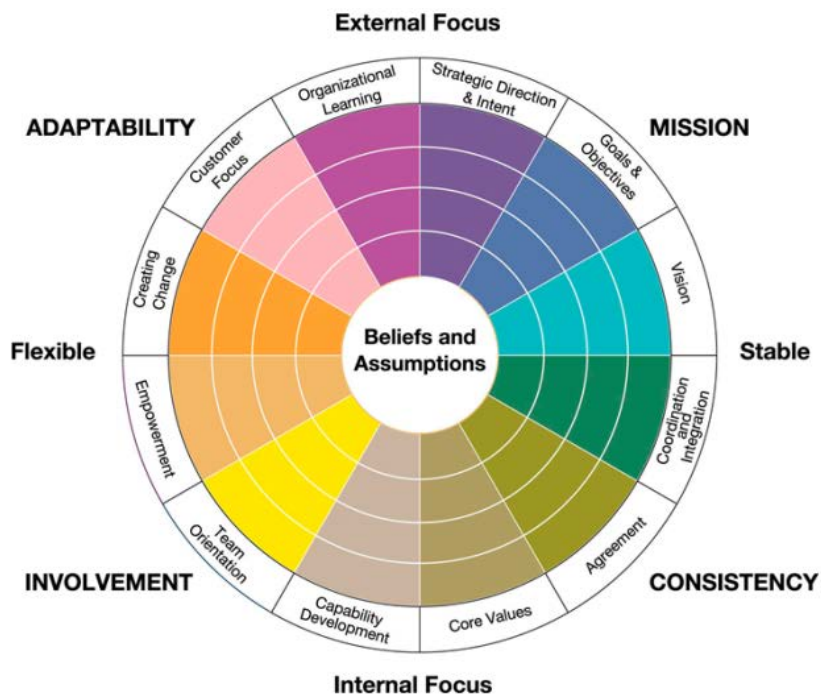 External Focus
ADAPTABILITY
MISSION
Organizational
Learning
Strategic Direction
& Intent
Customer
Focus
Goals &
Objectives
Creating
Change
Vision
Flexible
Beliefs and
Assumptions
Stable
Empowerment
Coordination
and
Integration
Team
Orientation
Agreement
Capability
Development
Core Values
INVOLVEMENT
CONSISTENCY
Internal Focus